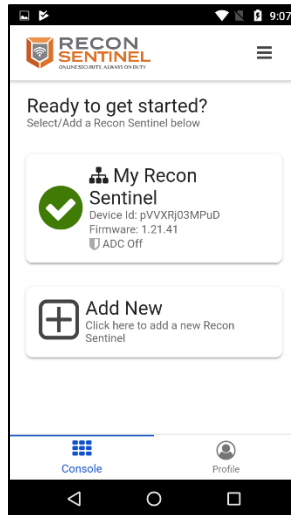 9:07
RECON
SENTINEL
ONLINE SECURITY, ALWAYS ON DUTY
Ready to get started?
Select/Add a Recon Sentinel below
My Recon
Sentinel
Device Id: pVVXRj03MPuD
Firmware: 1.21.41
ADC Off
Add New
Click here to add a new Recon
Sentinel
Console
Profile